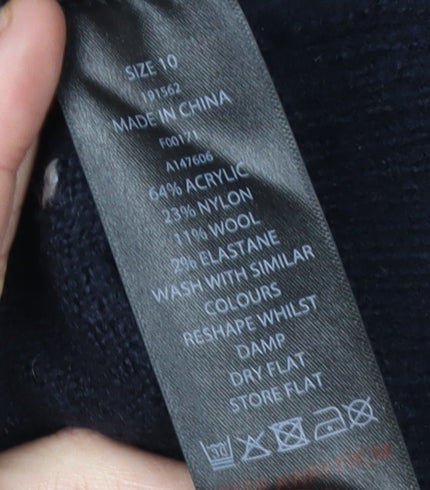 SIZE 10
191562
MADE IN CHINA
F00171
A147606
64% ACRYLIC
23% NYLON
11% WOOL
2% ELASTANE
WASH WITH SIMILAR
COLOURS
RESHAPE WHILST
DAMP
DRY FLAT
STORE FLAT
30